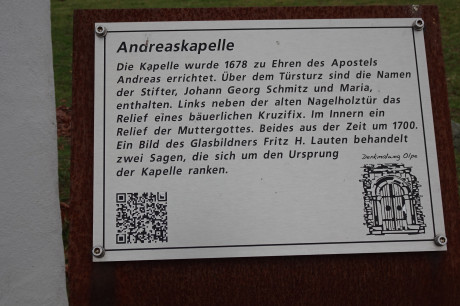 Andreaskapelle
Die Kapelle wurde 1678 zu Ehren des Apostels
Andreas errichtet. Über dem Türsturz sind die Namen
der Stifter, Johann Georg Schmitz und Maria,
enthalten. Links neben der alten Nagelholztür das
Relief eines bäuerlichen Kruzifix. Im Innern ein
Relief der Muttergottes. Beides aus der Zeit um 1700.
Ein Bild des Glasbildners Fritz H. Lauten behandelt
zwei Sagen, die sich um den Ursprung
der Kapelle ranken.
Denkmalweg Olpe